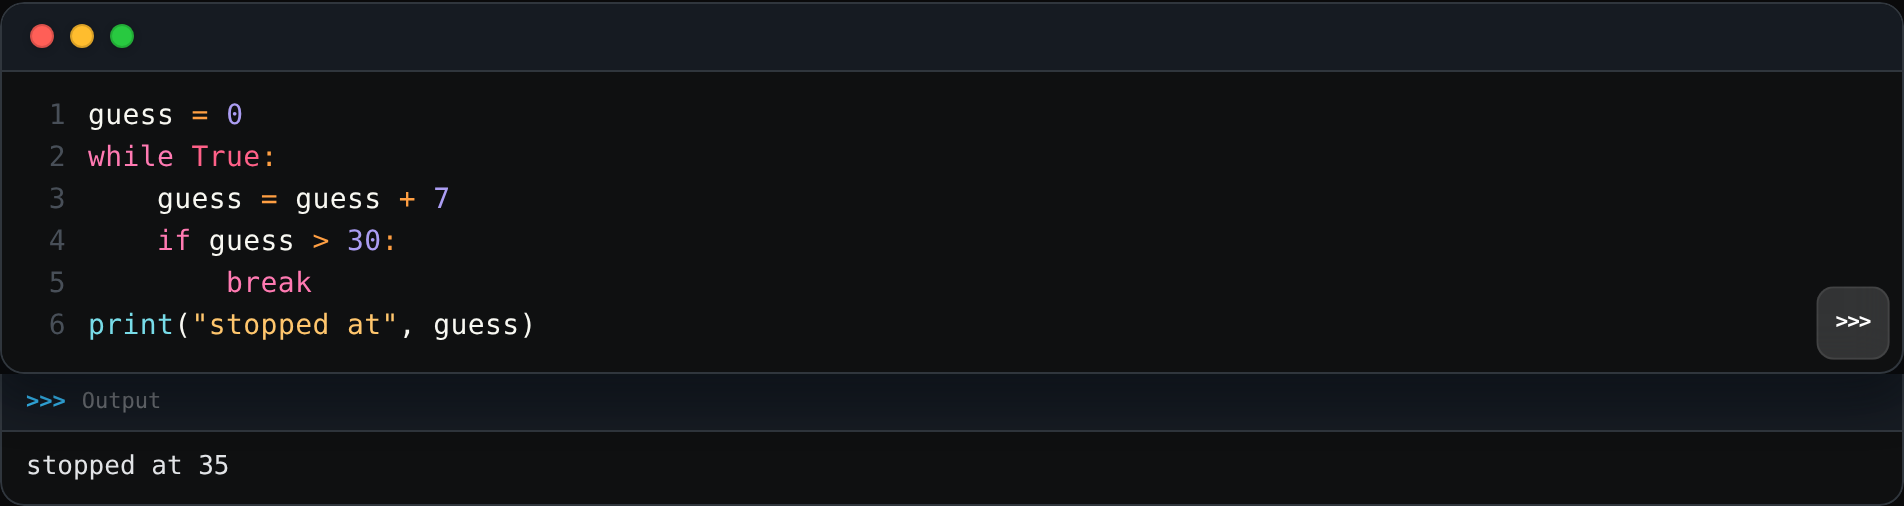 1 guess = 0
2 while True:
3     guess = guess + 7
4     if guess > 30:
5         break
6 print("stopped at", guess)
>>>
>>> Output
stopped at 35